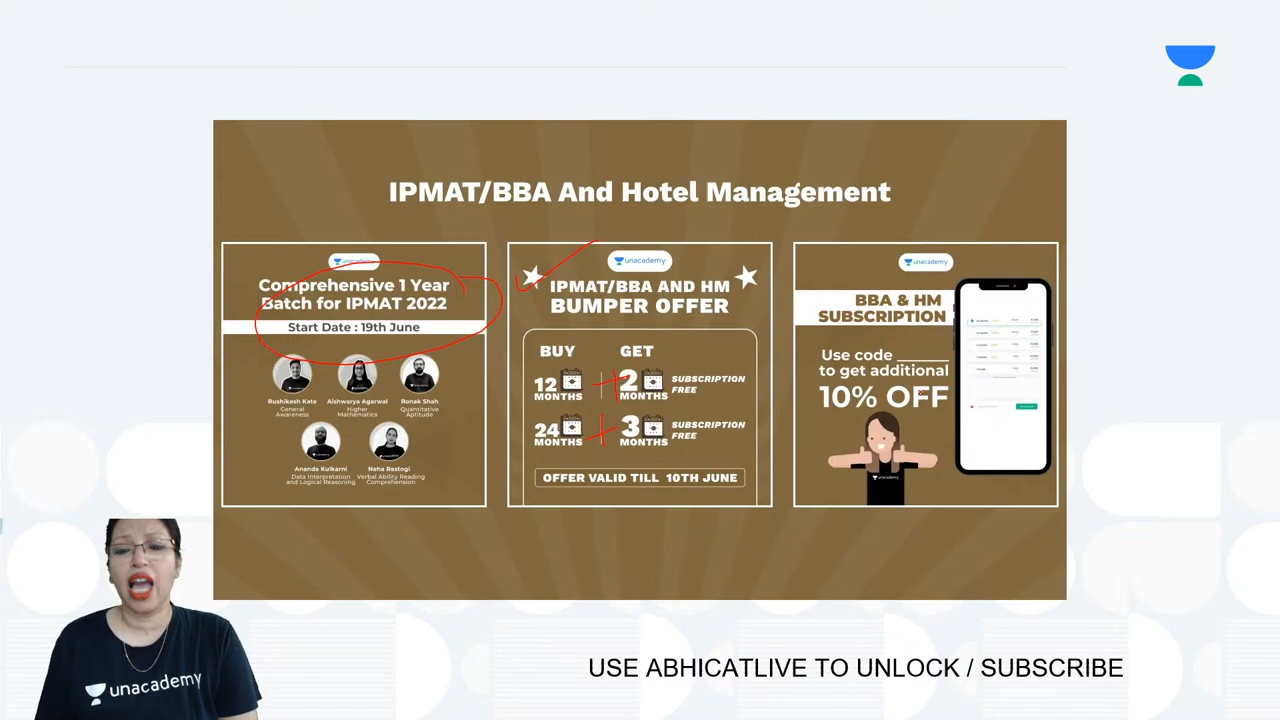 IPMAT/BBA And Hotel Management
unacademy
Comprehensive 1 Year
Batch for IPMAT 2022
Start Date : 19th June
Rushikesh Kate
General
Awareness
Aishwarya Agarwal
Higher
Mathematics
Ronak Shah
Quantitative
Aptitude
Ananda Kulkarni
Data Interpretation
and Logical Reasoning
Neha Rastogi
Verbal Ability Reading
Comprehension
unacademy
IPMAT/BBA AND HM
BUMPER OFFER
BUY GET
12 MONTHS 2 MONTHS SUBSCRIPTION FREE
24 MONTHS 3 MONTHS SUBSCRIPTION FREE
OFFER VALID TILL 10TH JUNE
unacademy
BBA & HM
SUBSCRIPTION
Use code ______
to get additional
10% OFF
unacademy
unacademy
USE ABHICATLIVE TO UNLOCK / SUBSCRIBE